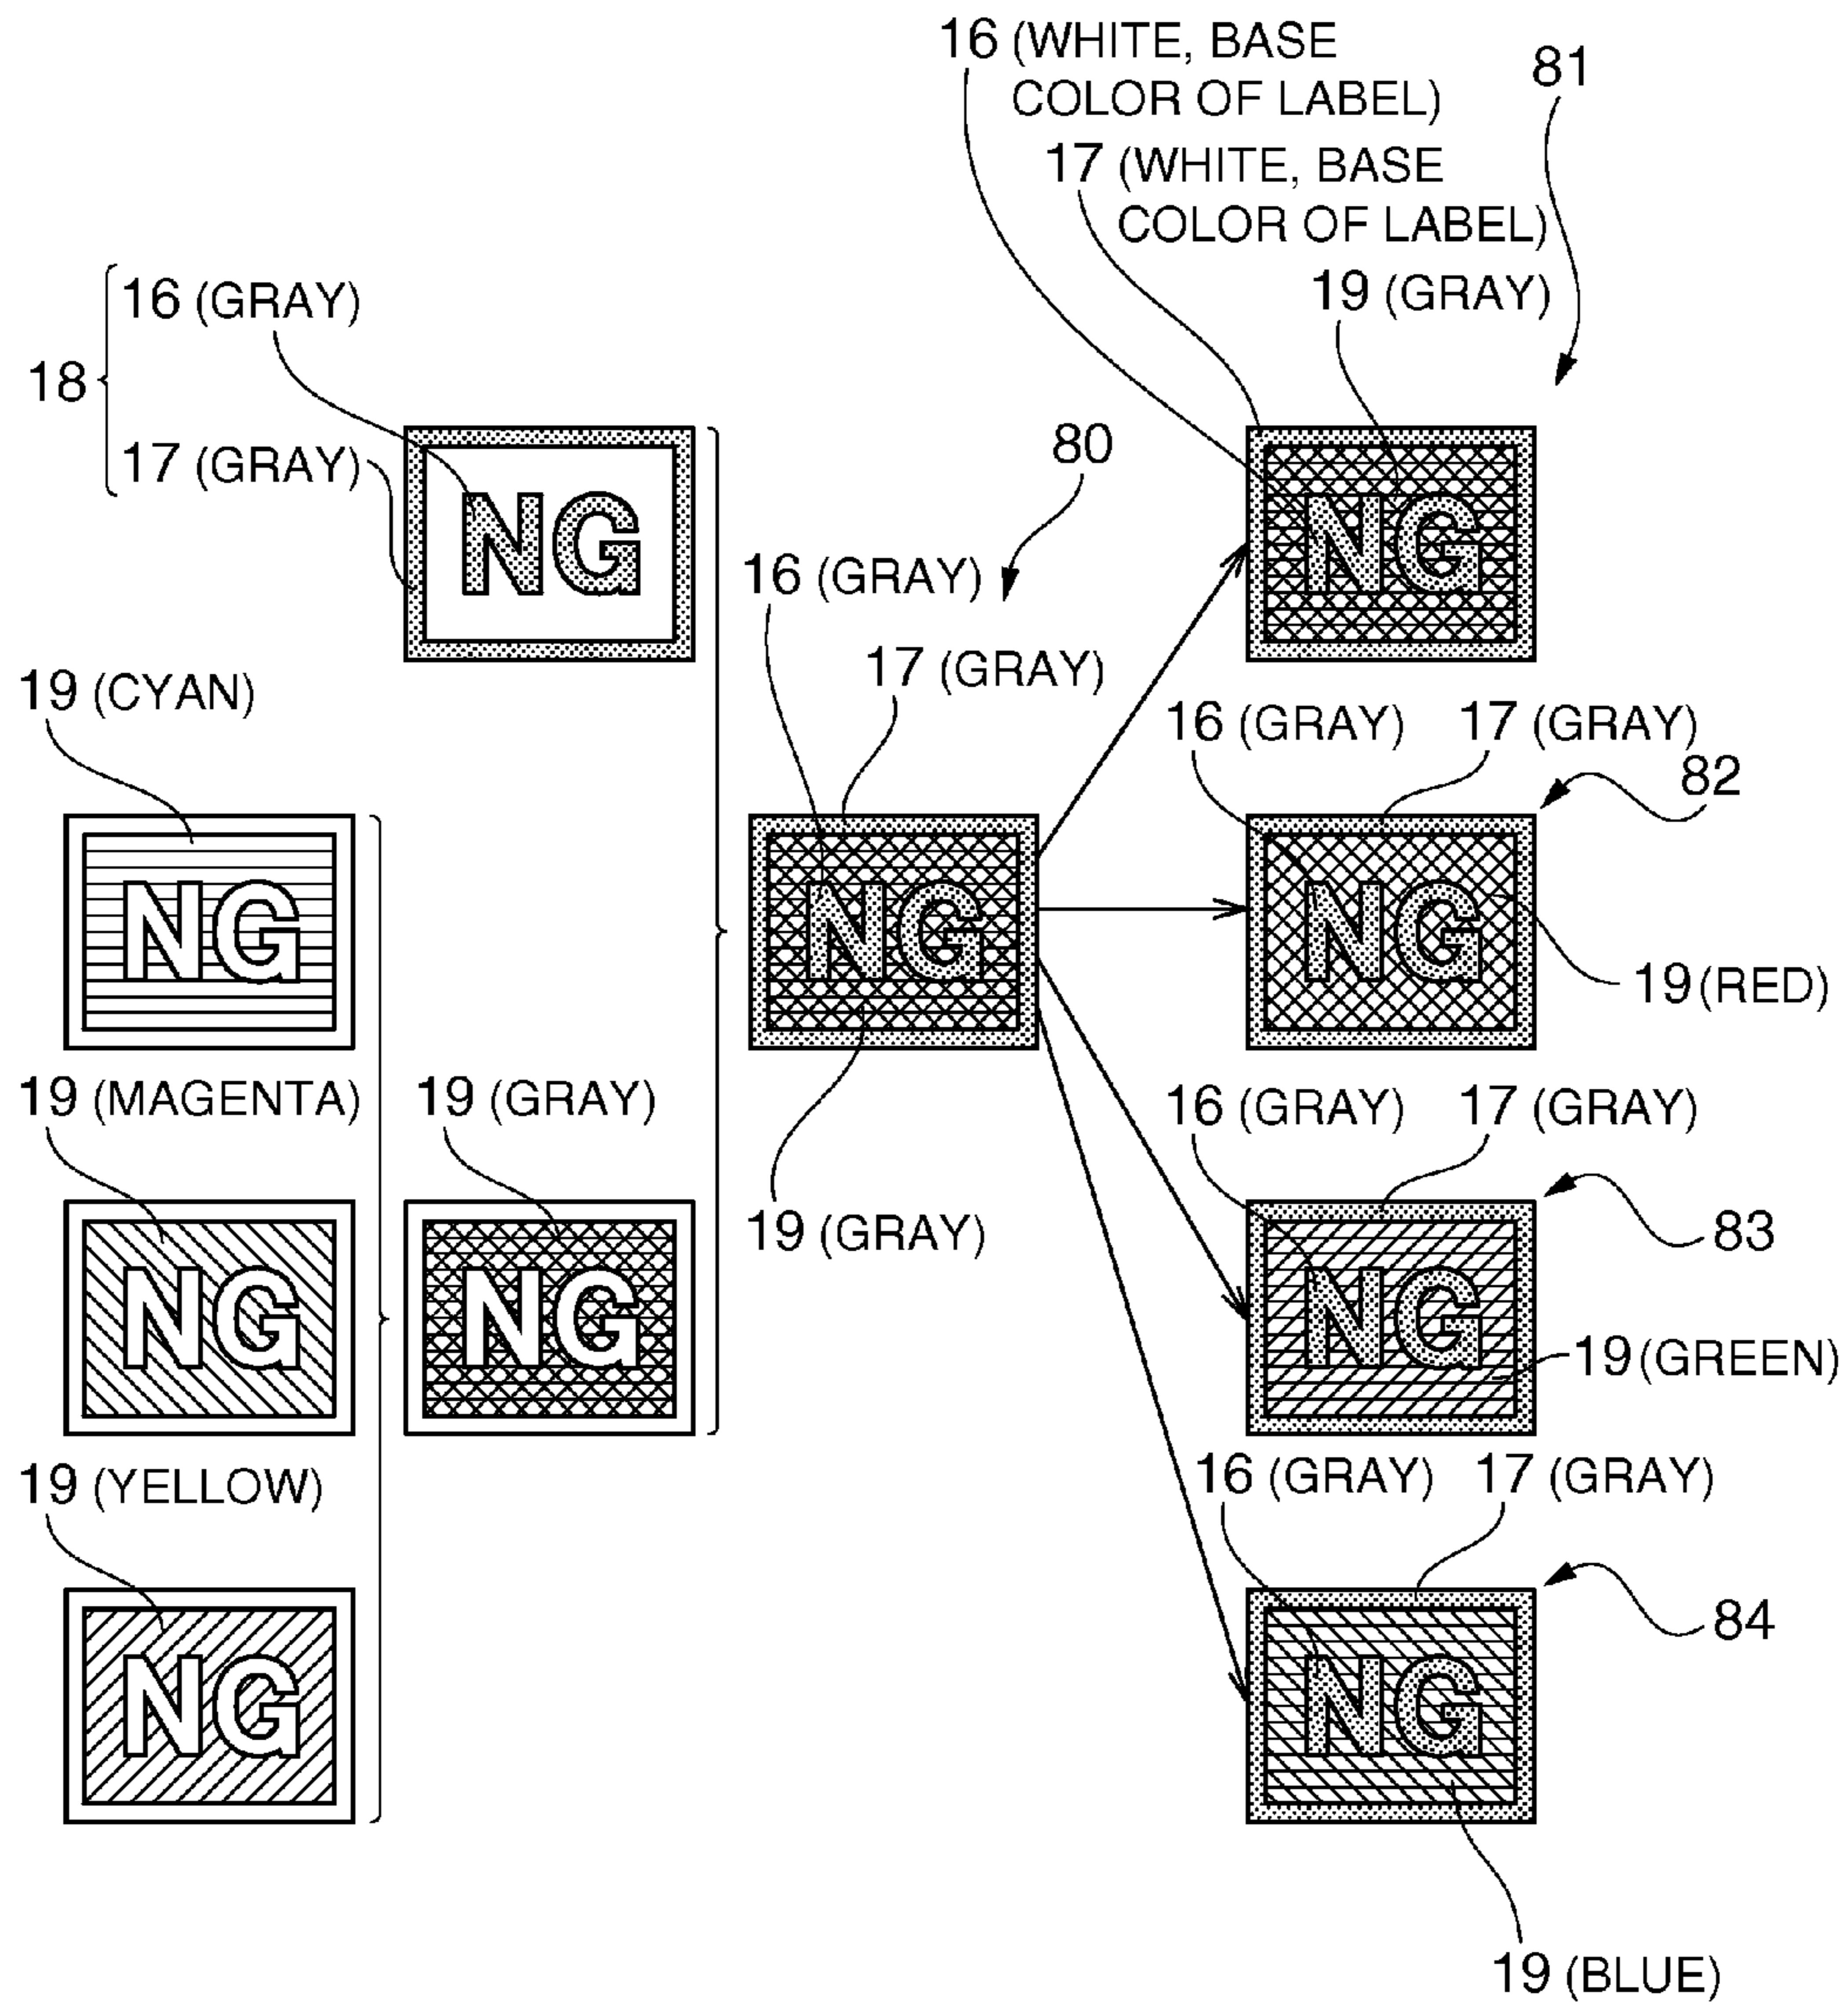 16 (WHITE, BASE
COLOR OF LABEL)
81
17 (WHITE, BASE
COLOR OF LABEL)
19 (GRAY)
18
16 (GRAY)
17 (GRAY)
NG
80
NG
16 (GRAY)
17 (GRAY)
19 (CYAN)
NG
NG
19 (GRAY)
16 (GRAY) 17 (GRAY)
82
NG
19 (RED)
19 (MAGENTA)
NG
19 (GRAY)
NG
16 (GRAY) 17 (GRAY)
83
NG
19 (GREEN)
19 (YELLOW)
NG
16 (GRAY) 17 (GRAY)
84
NG
19 (BLUE)